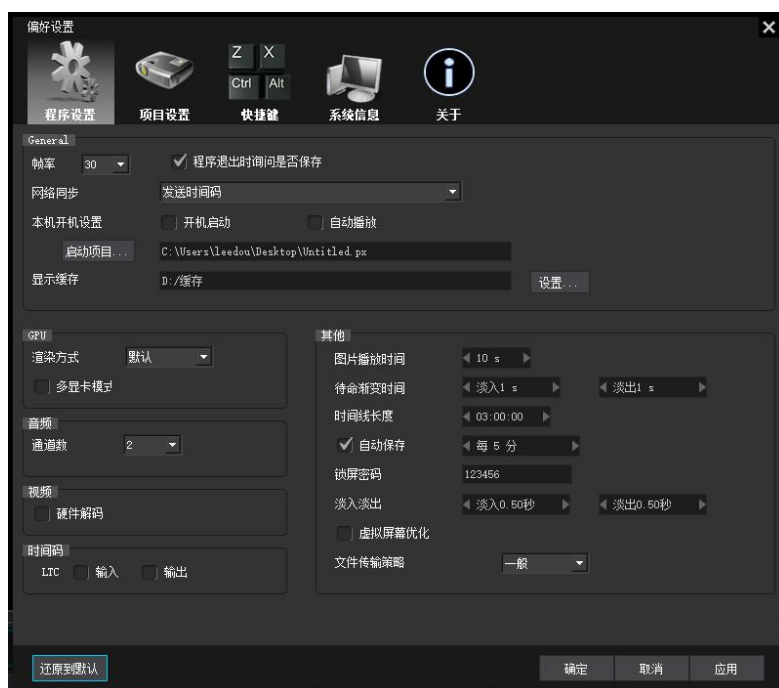 偏好设置
Z X
Ctrl Alt
程序设置 项目设置 快捷键 系统信息 关于
General
帧率 30 程序退出时询问是否保存
网络同步 发送时间码
本机开机设置 开机启动 自动播放
启动项目... C:\Users\leedou\Desktop\Untitled.px
显示缓存 D:/缓存 设置...
GPU
渲染方式 默认
多显卡模式
音频
通道数 2
视频
硬件解码
时间码
LTC 输入 输出
其他
图片播放时间 10 s
待命渐变时间 淡入1 s 淡出1 s
时间线长度 03:00:00
自动保存 每 5 分
锁屏密码 123456
淡入淡出 淡入0.50秒 淡出0.50秒
虚拟屏幕优化
文件传输策略 一般
还原到默认 确定 取消 应用